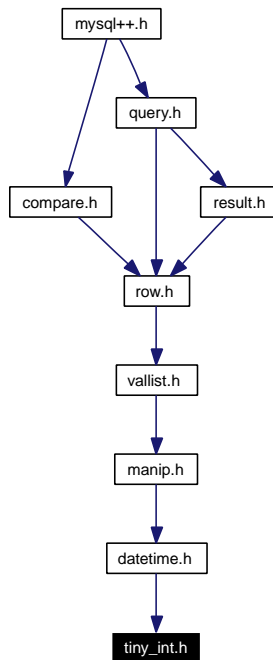 mysql++.h
query.h
compare.h
result.h
row.h
vallist.h
manip.h
datetime.h
tiny_int.h